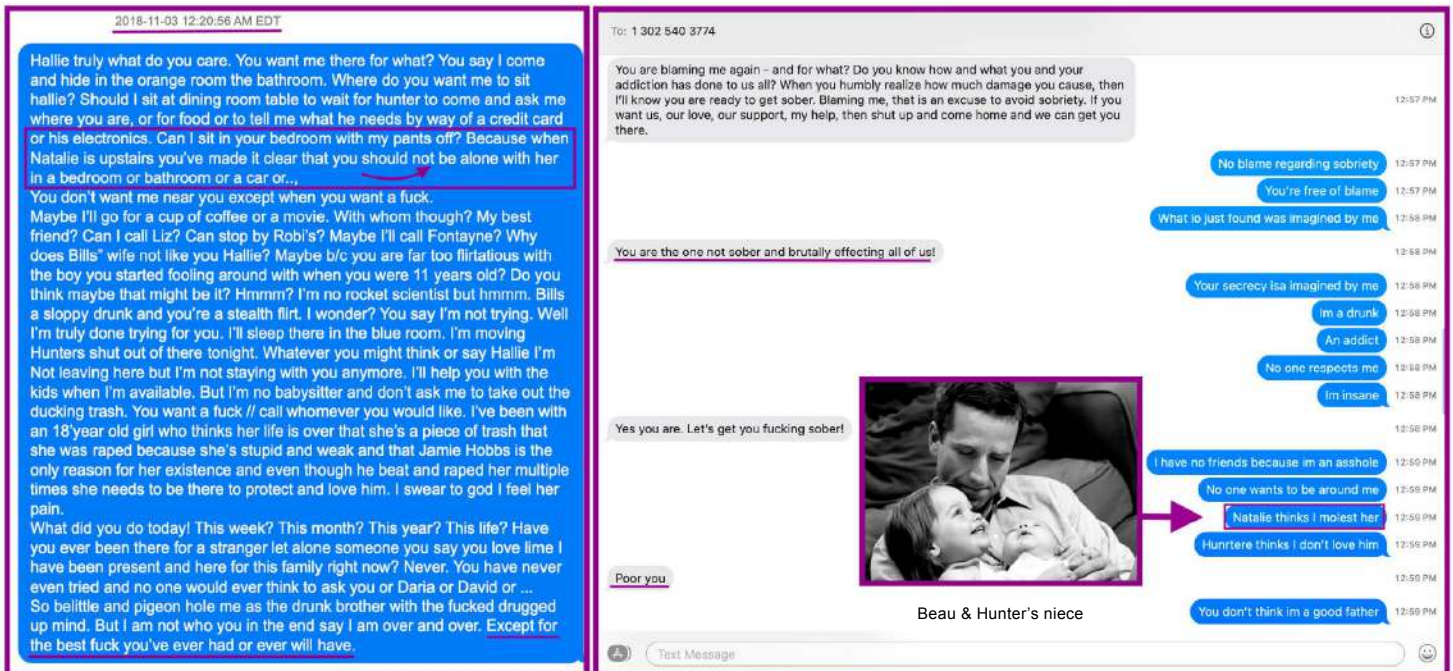 2018-11-03 12:20:56 AM EDT
Hallie truly what do you care. You want me there for what? You say I come
and hide in the orange room the bathroom. Where do you want me to sit
hallie? Should I sit at dining room table to wait for hunter to come and ask me
where you are, or for food or to tell me what he needs by way of a credit card
or his electronics. Can I sit in your bedroom with my pants off? Because when
Natalie is upstairs you've made it clear that you should not be alone with her
in a bedroom or bathroom or a car or..,
You don't want me near you except when you want a fuck.
Maybe I'll go for a cup of coffee or a movie. With whom though? My best
friend? Can I call Liz? Can stop by Robi's? Maybe I'll call Fontayne? Why
does Bills" wife not like you Hallie? Maybe b/c you are far too flirtatious with
the boy you started fooling around with when you were 11 years old? Do you
think maybe that might be it? Hmmm? I'm no rocket scientist but hmmm. Bills
a sloppy drunk and you're a stealth flirt. I wonder? You say I'm not trying. Well
I'm truly done trying for you. I'll sleep there in the blue room. I'm moving
Hunters shut out of there tonight. Whatever you might think or say Hallie I'm
Not leaving here but I'm not staying with you anymore. I'll help you with the
kids when I'm available. But I'm no babysitter and don't ask me to take out the
ducking trash. You want a fuck // call whomever you would like. I've been with
an 18'year old girl who thinks her life is over that she's a piece of trash that
she was raped because she's stupid and weak and that Jamie Hobbs is the
only reason for her existence and even though he beat and raped her multiple
times she needs to be there to protect and love him. I swear to god I feel her
pain.
What did you do today! This week? This month? This year? This life? Have
you ever been there for a stranger let alone someone you say you love lime I
have been present and here for this family right now? Never. You have never
even tried and no one would ever think to ask you or Daria or David or ...
So belittle and pigeon hole me as the drunk brother with the fucked drugged
up mind. But I am not who you in the end say I am over and over. Except for
the best fuck you've ever had or ever will have.
To: 1 302 540 3774
You are blaming me again – and for what? Do you know how and what you and your
addiction has done to us all? When you humbly realize how much damage you cause, then
I'll know you are ready to get sober. Blaming me, that is an excuse to avoid sobriety. If you
want us, our love, our support, my help, then shut up and come home and we can get you
there.
12:57 PM
No blame regarding sobriety 12:57 PM
You're free of blame 12:57 PM
What io just found was imagined by me 12:58 PM
You are the one not sober and brutally effecting all of us! 12:58 PM
Your secrecy isa imagined by me 12:58 PM
Im a drunk 12:58 PM
An addict 12:58 PM
No one respects me 12:58 PM
Im insane 12:58 PM
Yes you are. Let's get you fucking sober! 12:58 PM
I have no friends because im an asshole 12:59 PM
No one wants to be around me 12:59 PM
Natalie thinks I molest her 12:59 PM
Hunrtere thinks I don't love him 12:59 PM
Poor you 12:59 PM
You don't think im a good father 12:59 PM
Beau & Hunter's niece
Text Message